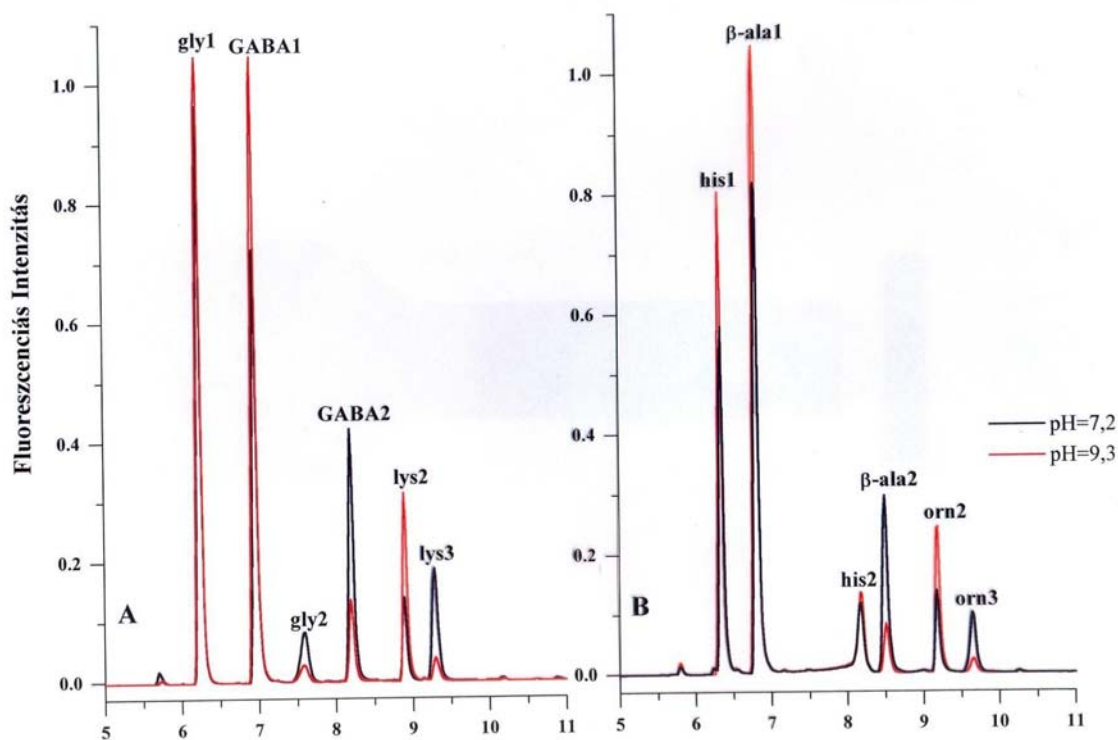 Fluoreszcenciás Intenzitás
1.0
0.8
0.6
0.4
0.2
0.0
gly1
GABA1
gly2
GABA2
lys2
lys3
A
5 6 7 8 9 10 11
1.0
0.8
0.6
0.4
0.2
0.0
β-ala1
his1
his2
β-ala2
orn2
orn3
B
5 6 7 8 9 10 11
pH=7,2
pH=9,3